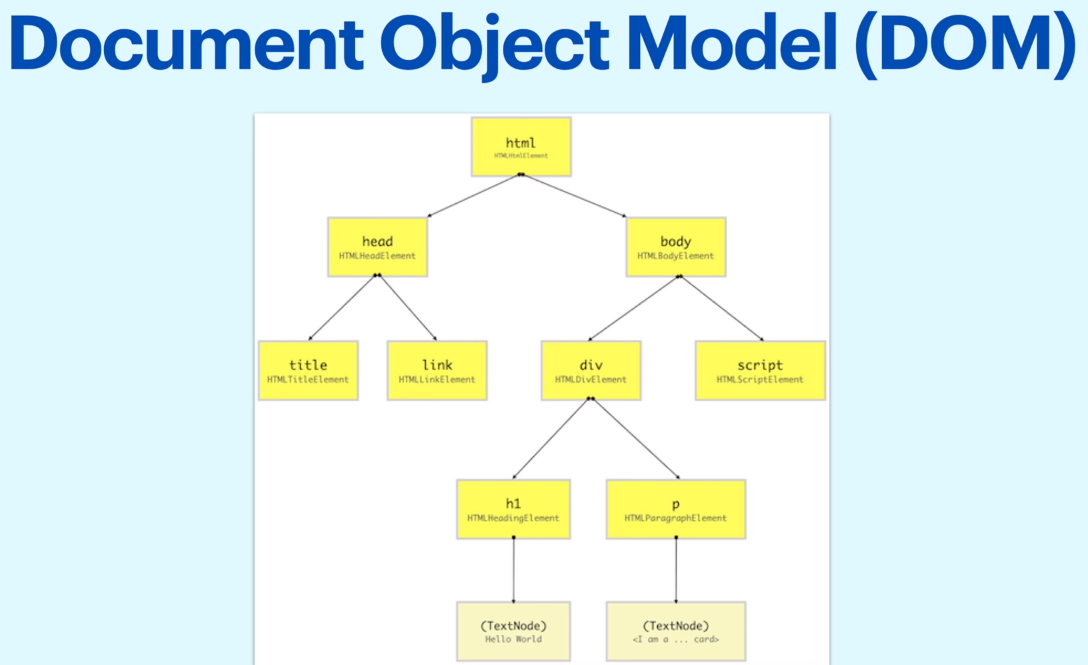 Document Object Model (DOM)
html
HTMLHtmlElement
head
HTMLHeadElement
body
HTMLBodyElement
title
HTMLTitleElement
link
HTMLLinkElement
div
HTMLDivElement
script
HTMLScriptElement
h1
HTMLHeadingElement
p
HTMLParagraphElement
(TextNode)
Hello World
(TextNode)
<I am a ... card>